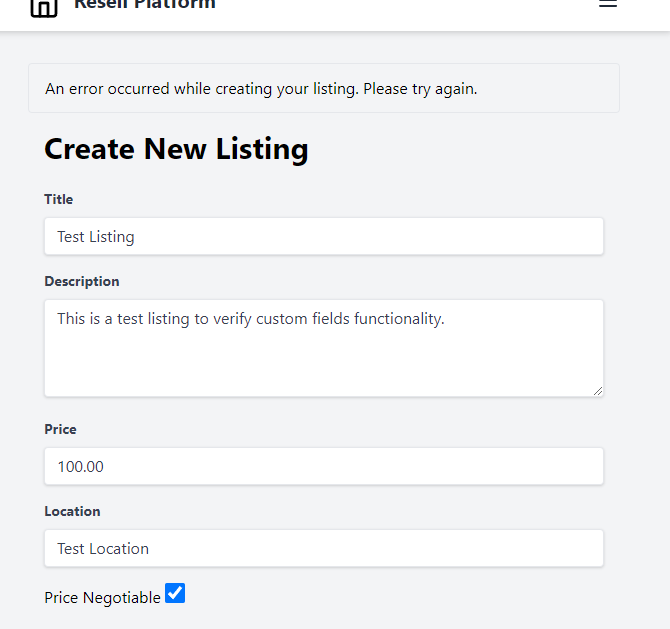 Resell Platform
An error occurred while creating your listing. Please try again.
Create New Listing
Title
Test Listing
Description
This is a test listing to verify custom fields functionality.
Price
100.00
Location
Test Location
Price Negotiable